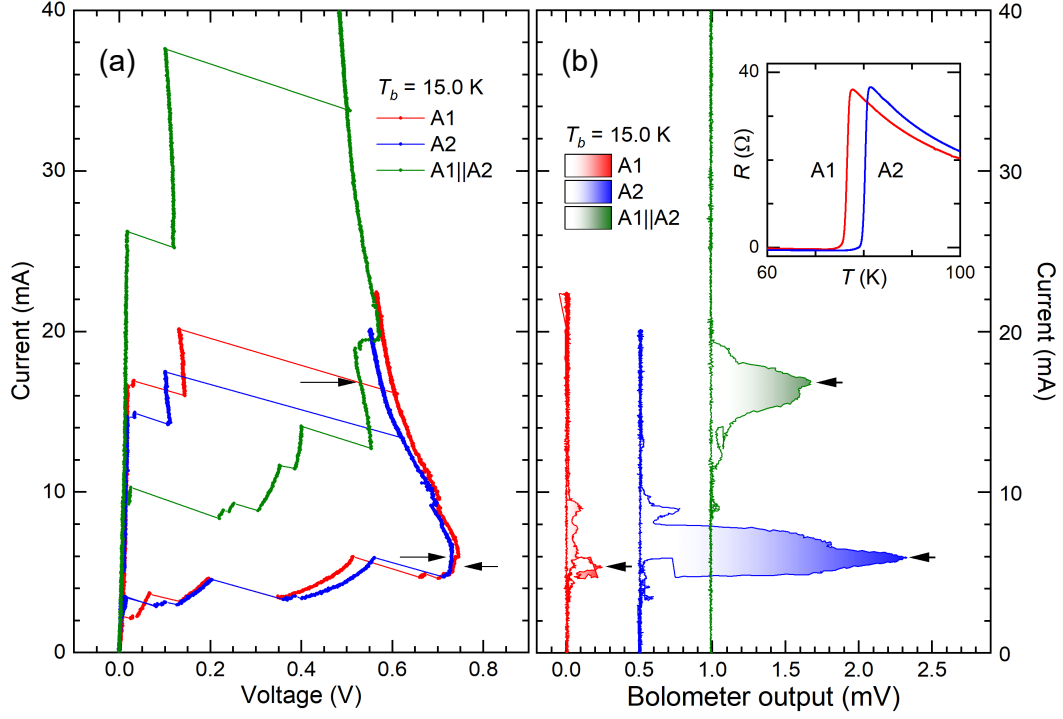 (a)
T_b = 15.0 K
A1
A2
A1||A2
Current (mA)
40
30
20
10
0
0.0 0.2 0.4 0.6 0.8
Voltage (V)
(b)
T_b = 15.0 K
A1
A2
A1||A2
R (Ω)
40
0
A1 A2
60 T (K) 100
40
30
20
10
0
Current (mA)
0.0 0.5 1.0 1.5 2.0 2.5
Bolometer output (mV)